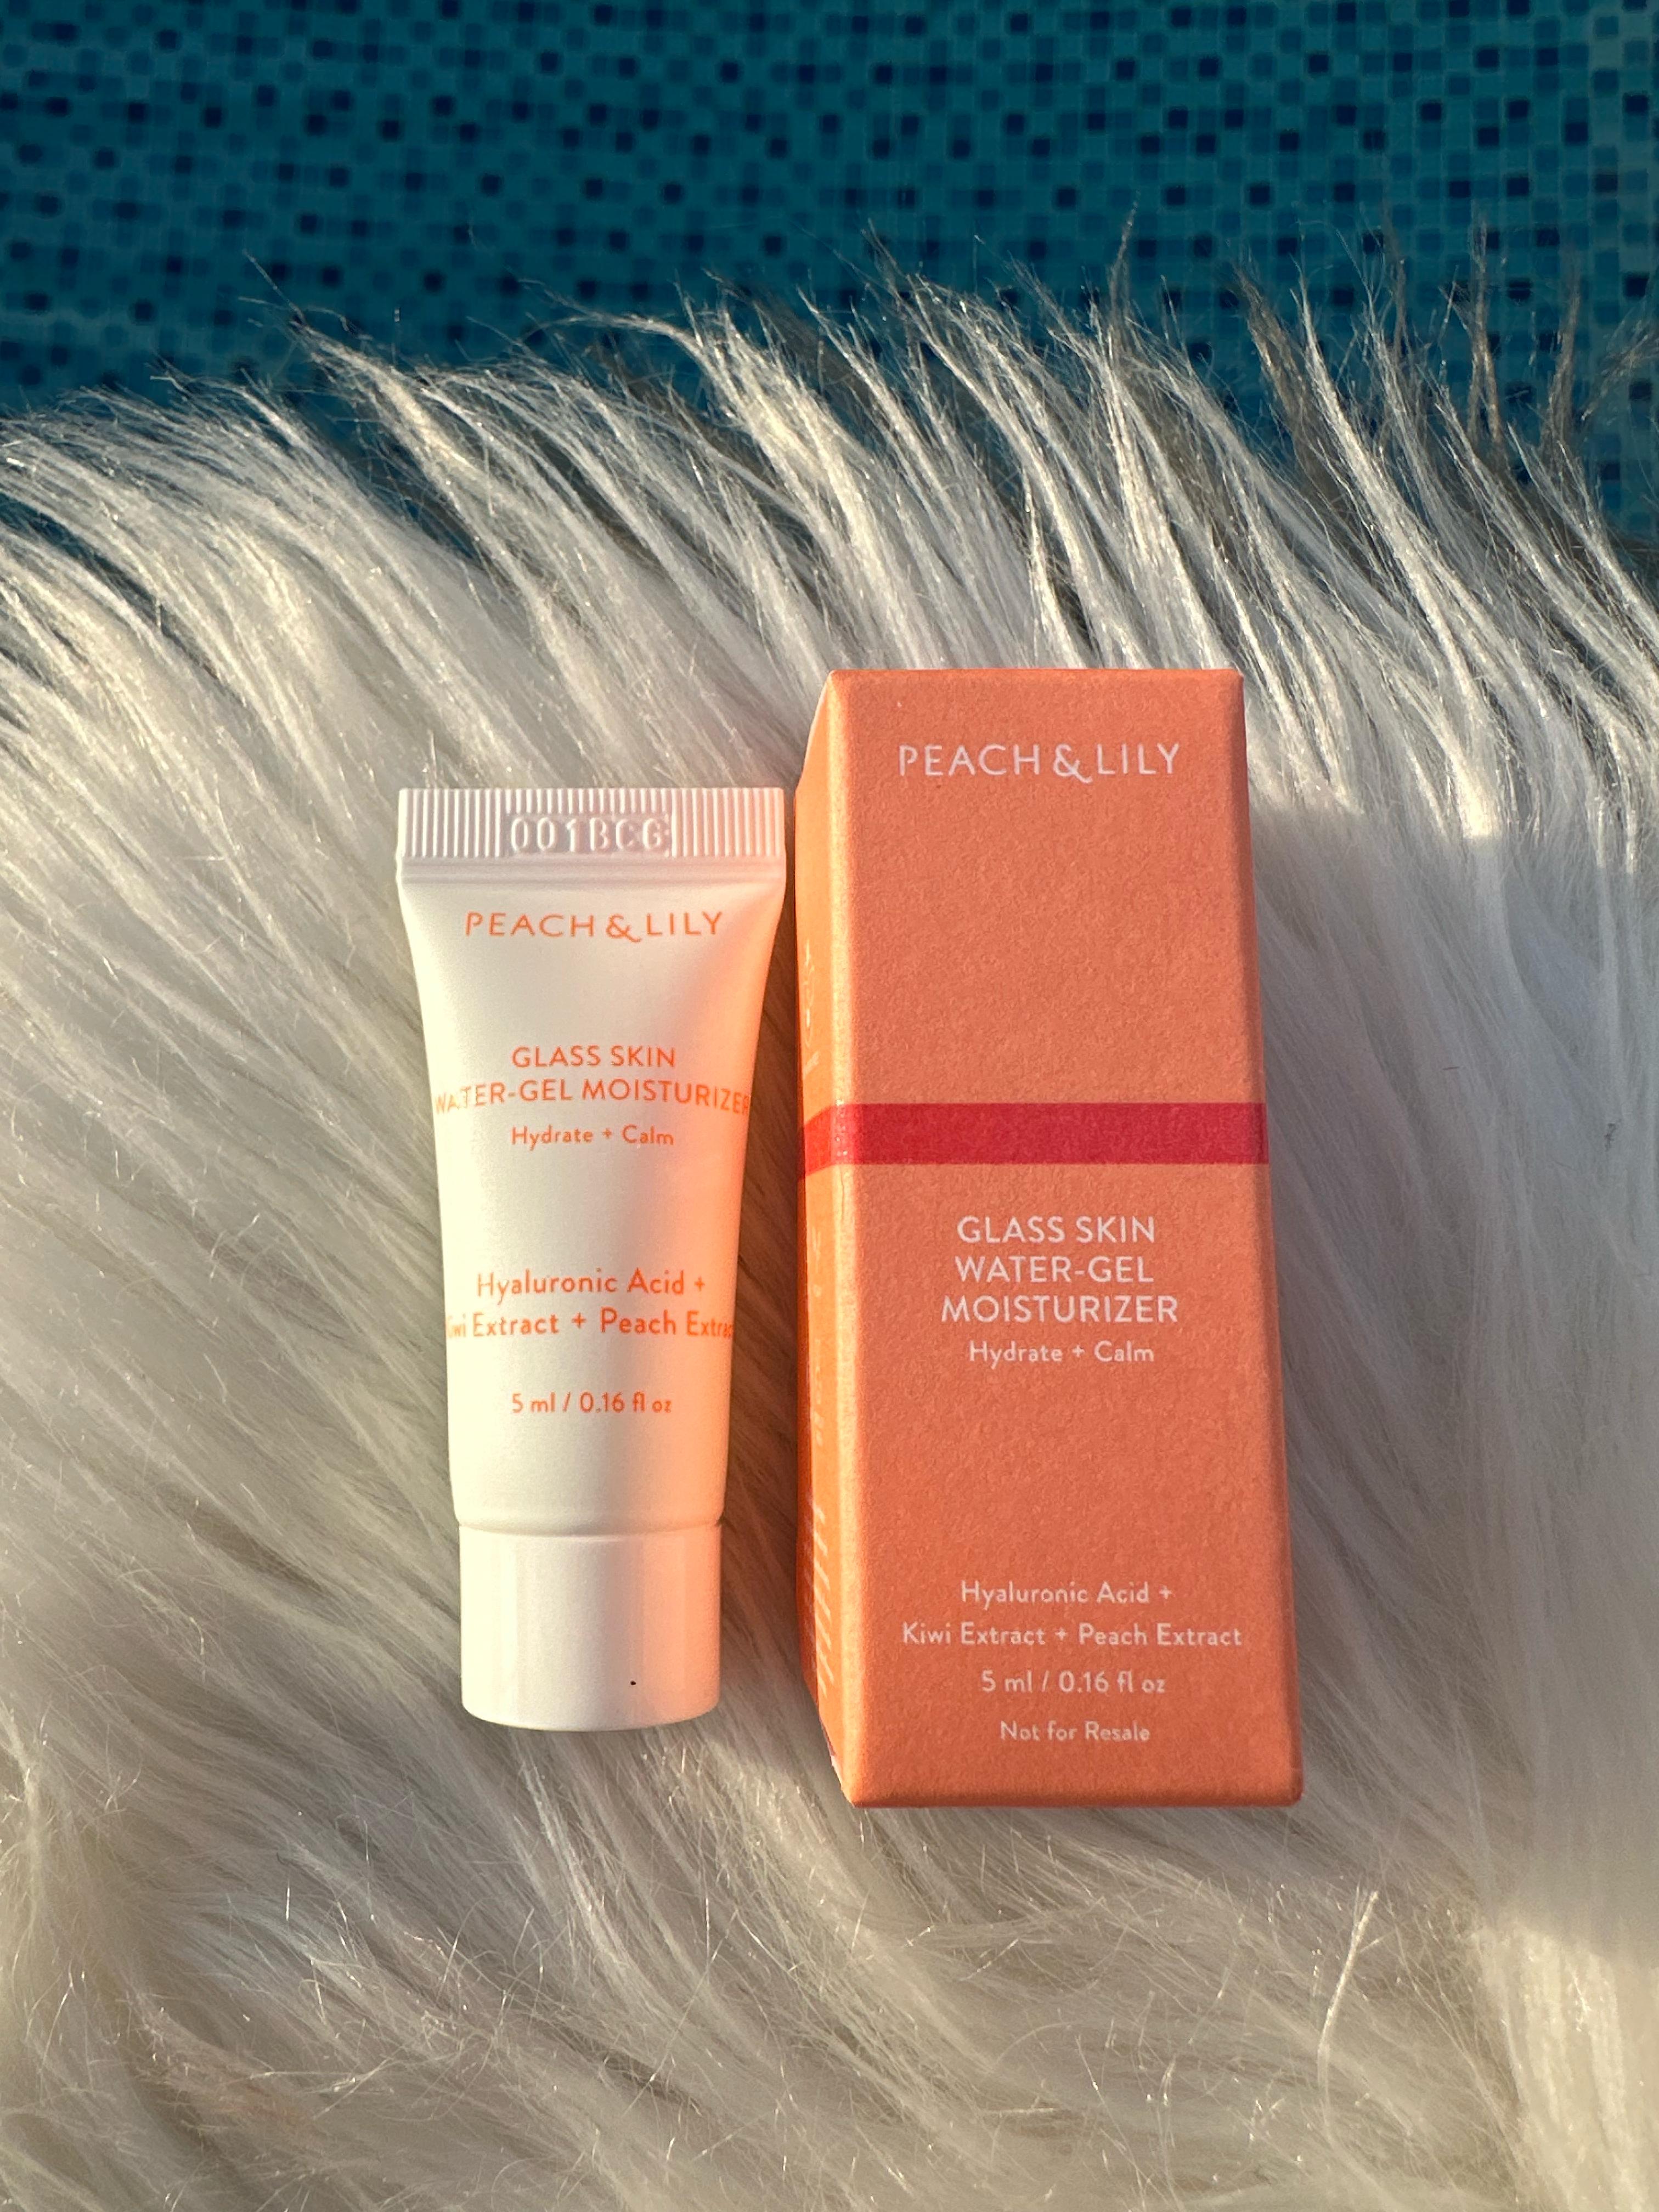 001BCG
PEACH & LILY
GLASS SKIN
WATER-GEL MOISTURIZER
Hydrate + Calm
Hyaluronic Acid +
Kiwi Extract + Peach Extract
5 ml / 0.16 fl oz
PEACH & LILY
GLASS SKIN
WATER-GEL
MOISTURIZER
Hydrate + Calm
Hyaluronic Acid +
Kiwi Extract + Peach Extract
5 ml / 0.16 fl oz
Not for Resale